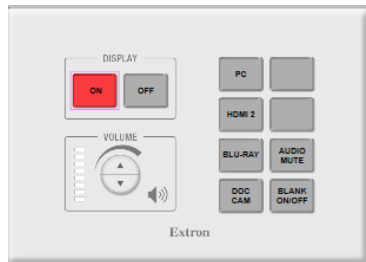 DISPLAY
ON
OFF
VOLUME
PC
HDMI 2
BLU-RAY
AUDIO
MUTE
DOC
CAM
BLANK
ON/OFF
Extron